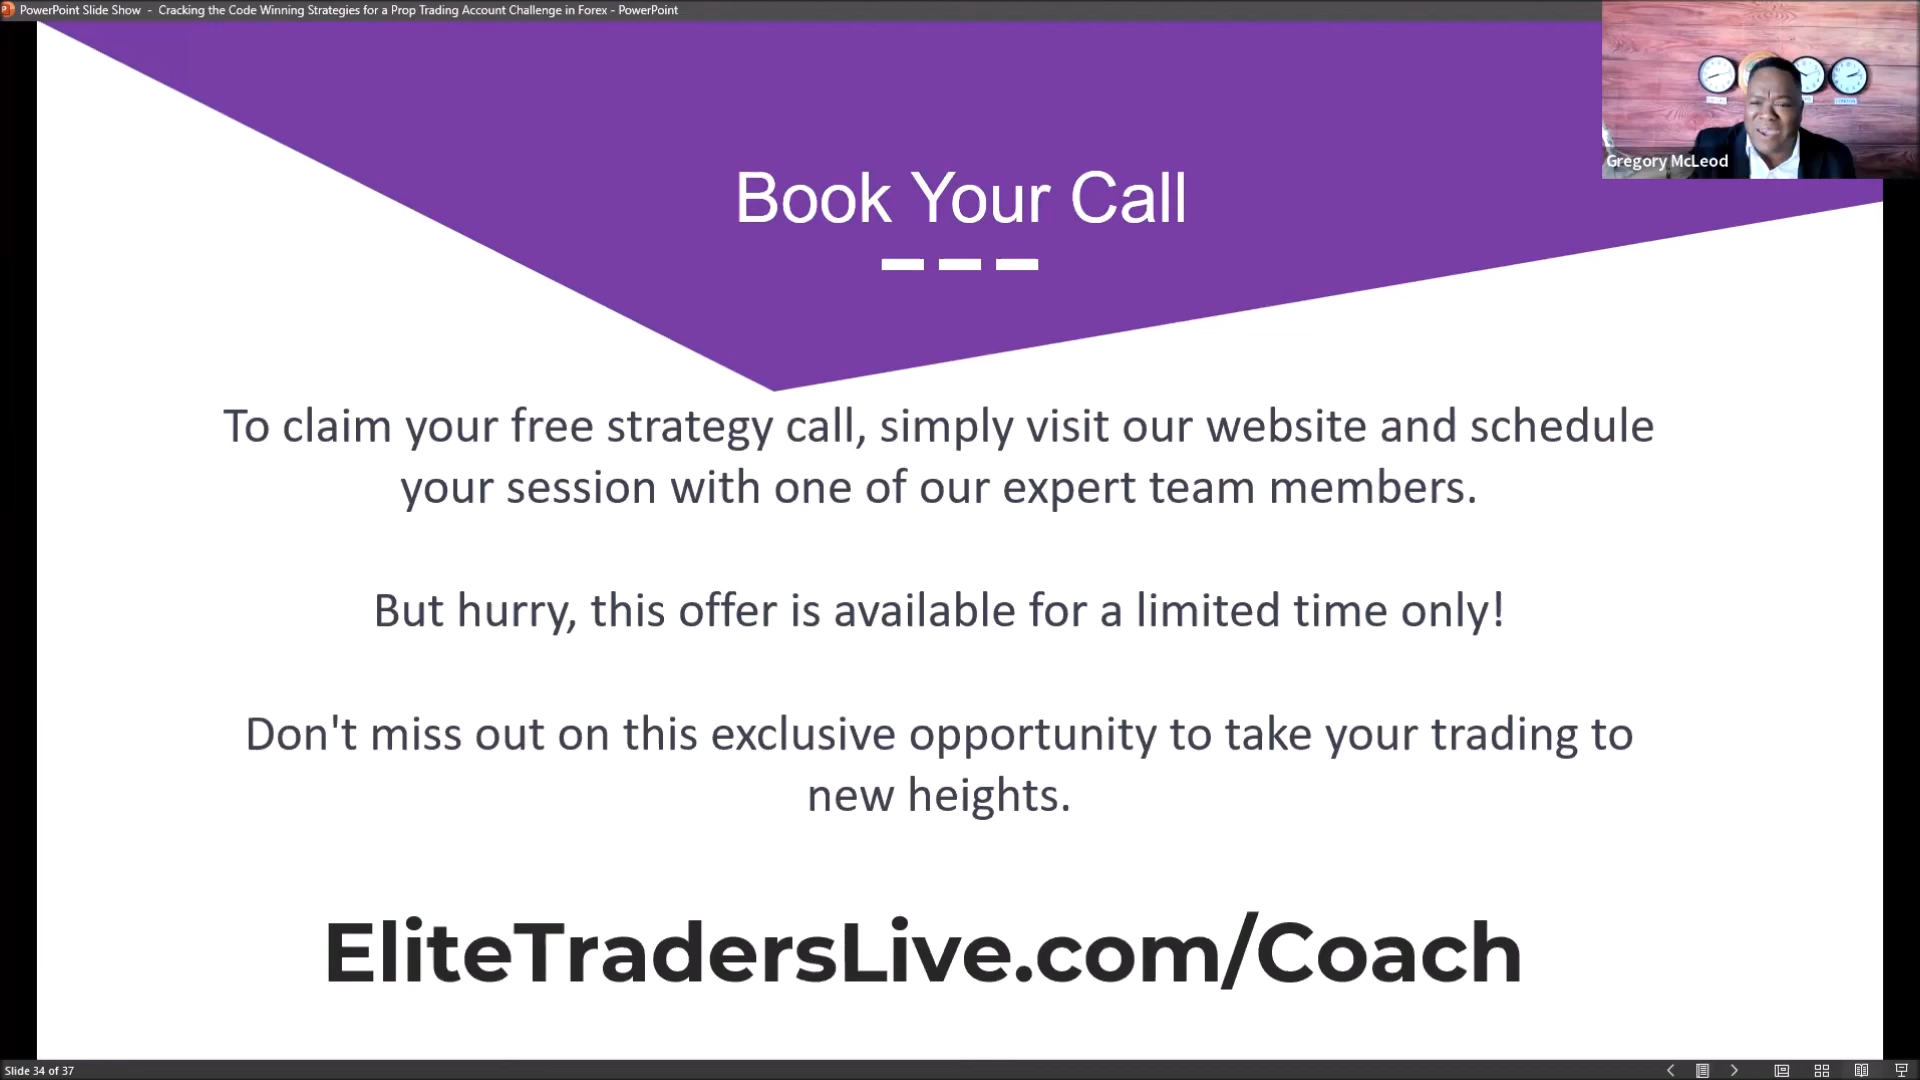 PowerPoint Slide Show - Cracking the Code Winning Strategies for a Prop Trading Account Challenge in Forex - PowerPoint
Gregory McLeod
Book Your Call
To claim your free strategy call, simply visit our website and schedule
your session with one of our expert team members.
But hurry, this offer is available for a limited time only!
Don't miss out on this exclusive opportunity to take your trading to
new heights.
EliteTradersLive.com/Coach
Slide 34 of 37